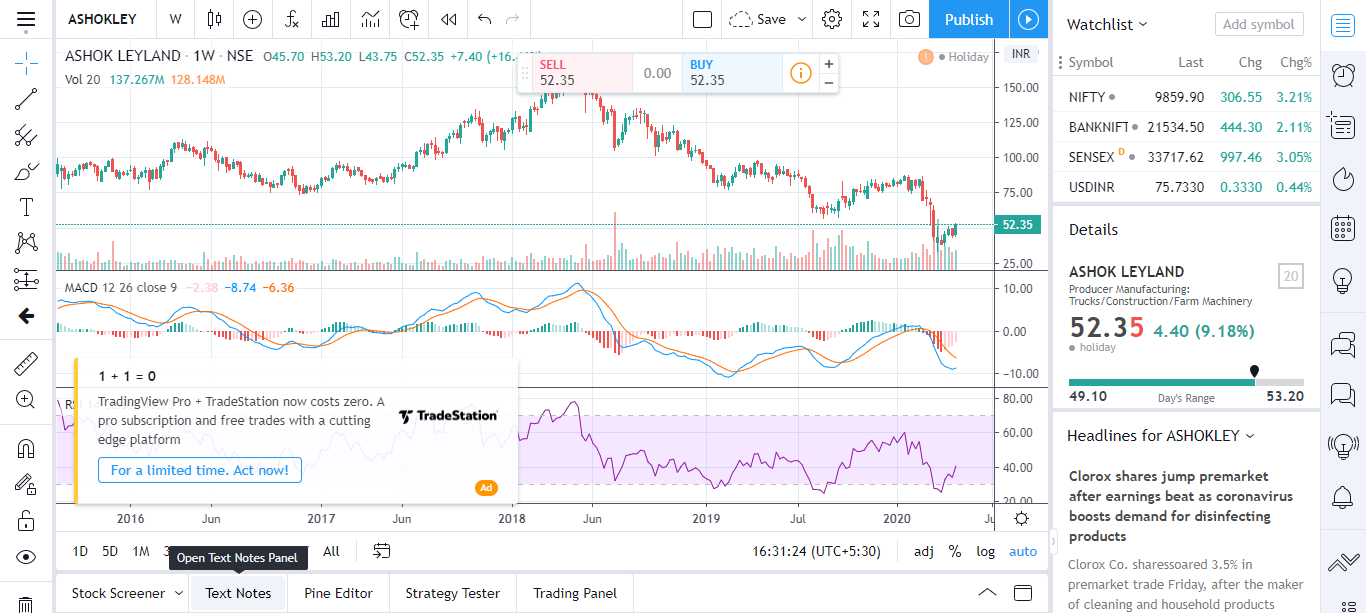 ASHOKLEY
W
Save
Publish
ASHOK LEYLAND · 1W · NSE O45.70 H53.20 L43.75 C52.35 +7.40
Vol 20 137.267M 128.148M
SELL
52.35
0.00
BUY
52.35
Holiday
INR
150.00
125.00
100.00
75.00
52.35
25.00
MACD 12 26 close 9 −2.38 −8.74 −6.36
10.00
0.00
−10.00
80.00
60.00
40.00
20.00
1 + 1 = 0
TradingView Pro + TradeStation now costs zero. A
pro subscription and free trades with a cutting
edge platform
For a limited time. Act now!
TradeStation
Ad
2016 Jun 2017 Jun 2018 Jun 2019 Jul 2020
1D 5D 1M All
Open Text Notes Panel
16:31:24 (UTC+5:30) adj % log auto
Stock Screener Text Notes Pine Editor Strategy Tester Trading Panel
Watchlist
Add symbol
Symbol Last Chg Chg%
NIFTY 9859.90 306.55 3.21%
BANKNIFT 21534.50 444.30 2.11%
SENSEX D 33717.62 997.46 3.05%
USDINR 75.7330 0.3330 0.44%
Details
ASHOK LEYLAND
20
Producer Manufacturing:
Trucks/Construction/Farm Machinery
52.35 4.40 (9.18%)
holiday
49.10 Day's Range 53.20
Headlines for ASHOKLEY
Clorox shares jump premarket
after earnings beat as coronavirus
boosts demand for disinfecting
products
Clorox Co. sharessoared 3.5% in
premarket trade Friday, after the maker
of cleaning and household products